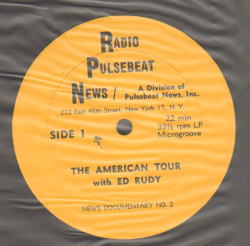 RADIO
PULSEBEAT
NEWS / A Division of
Pulsebeat News, Inc.
222 East 46th Street, New York 17, N. Y.
SIDE 1
22 min.
33⅓ rpm LP
Microgroove
THE AMERICAN TOUR
with ED RUDY
NEWS DOCUMENTARY NO. 2